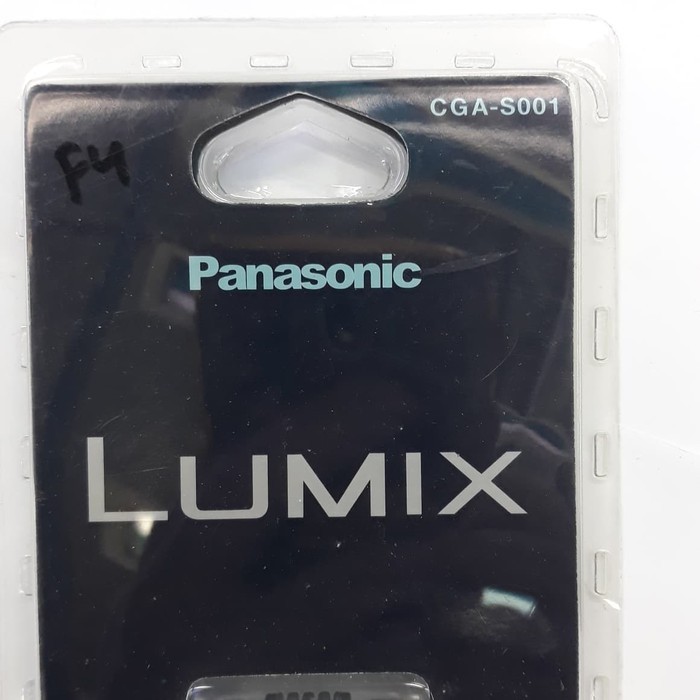 CGA-S001
F4
Panasonic
LUMIX